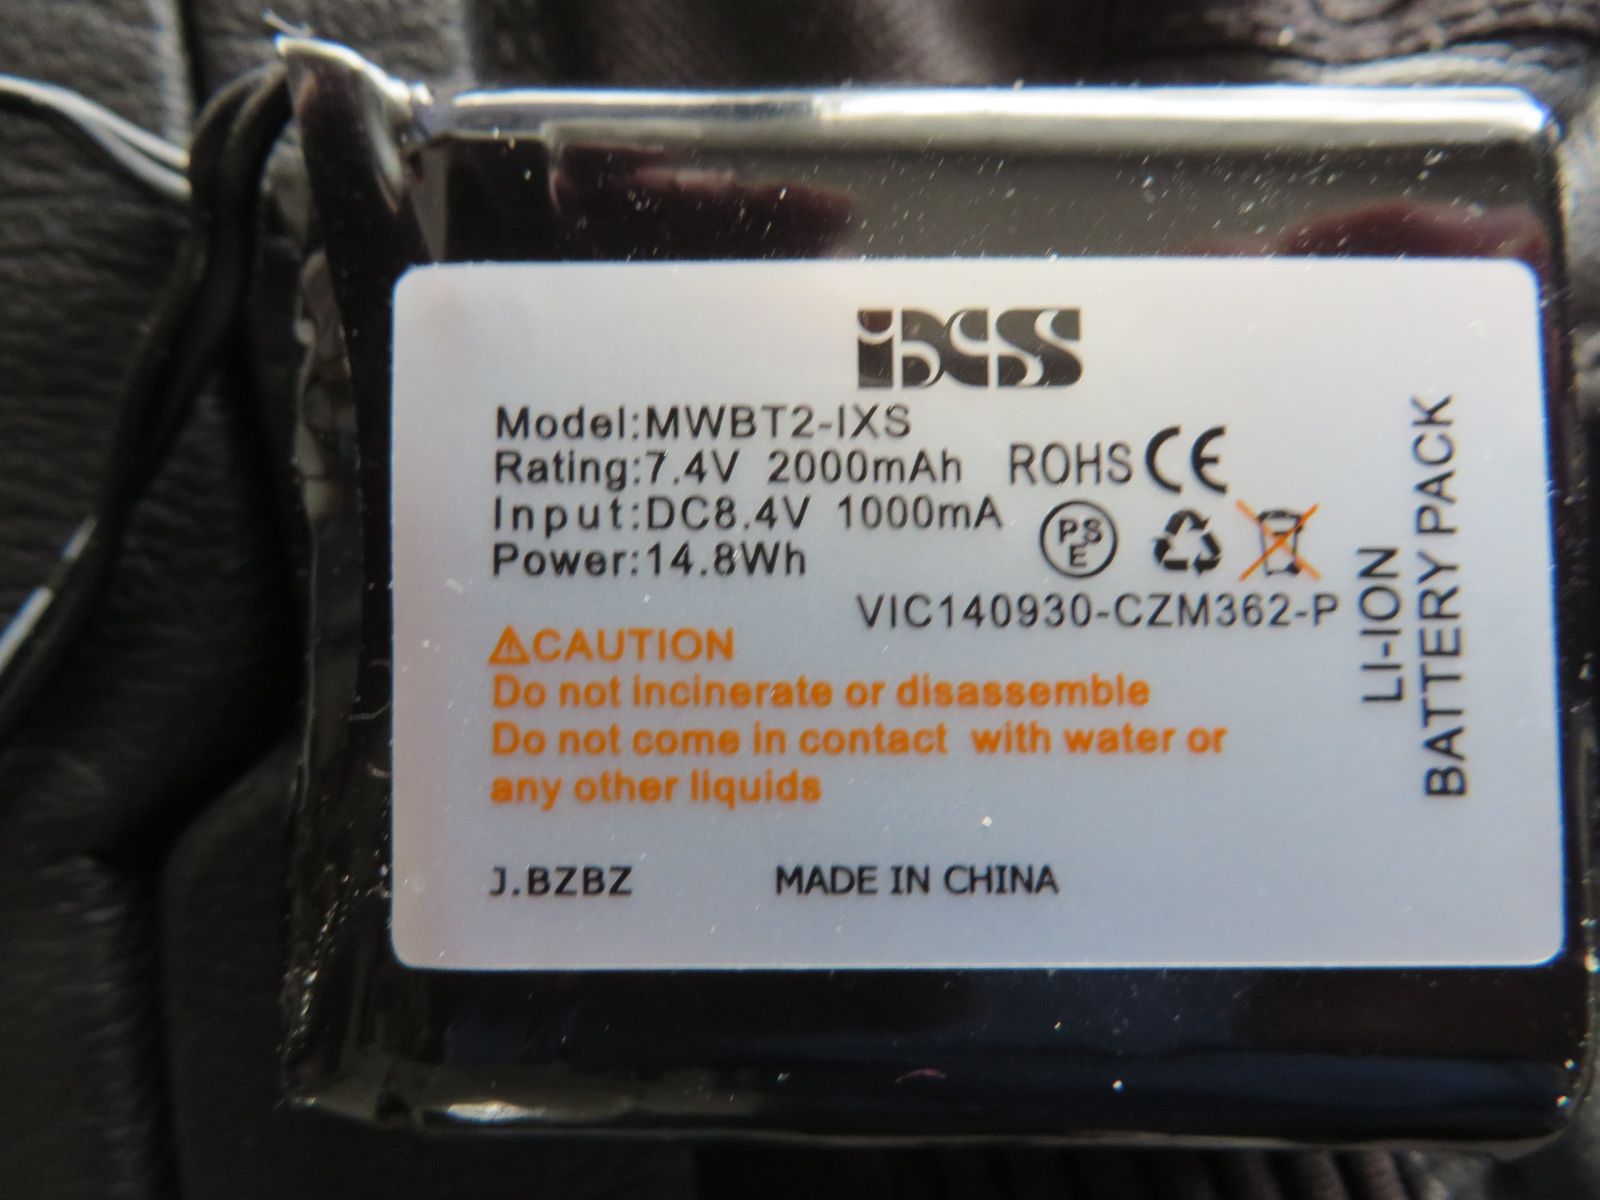 iXS
Model:MWBT2-IXS
Rating:7.4V 2000mAh ROHS CE
Input:DC8.4V 1000mA
PSE
Power:14.8Wh
VIC140930-CZM362-P
CAUTION
Do not incinerate or disassemble
Do not come in contact with water or
any other liquids
J.BZBZ MADE IN CHINA
LI-ION
BATTERY PACK